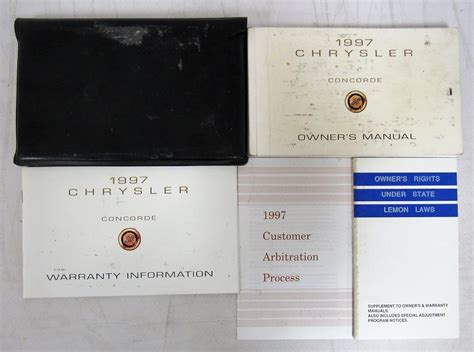 1997
CHRYSLER
CONCORDE
OWNER'S MANUAL
1997
CHRYSLER
CONCORDE
WARRANTY INFORMATION
1997
Customer
Arbitration
Process
OWNER'S RIGHTS
UNDER STATE
LEMON LAWS
SUPPLEMENT TO OWNER'S & WARRANTY
MANUALS.
ALSO INCLUDES SPECIAL ADJUSTMENT
PROGRAM NOTICES.